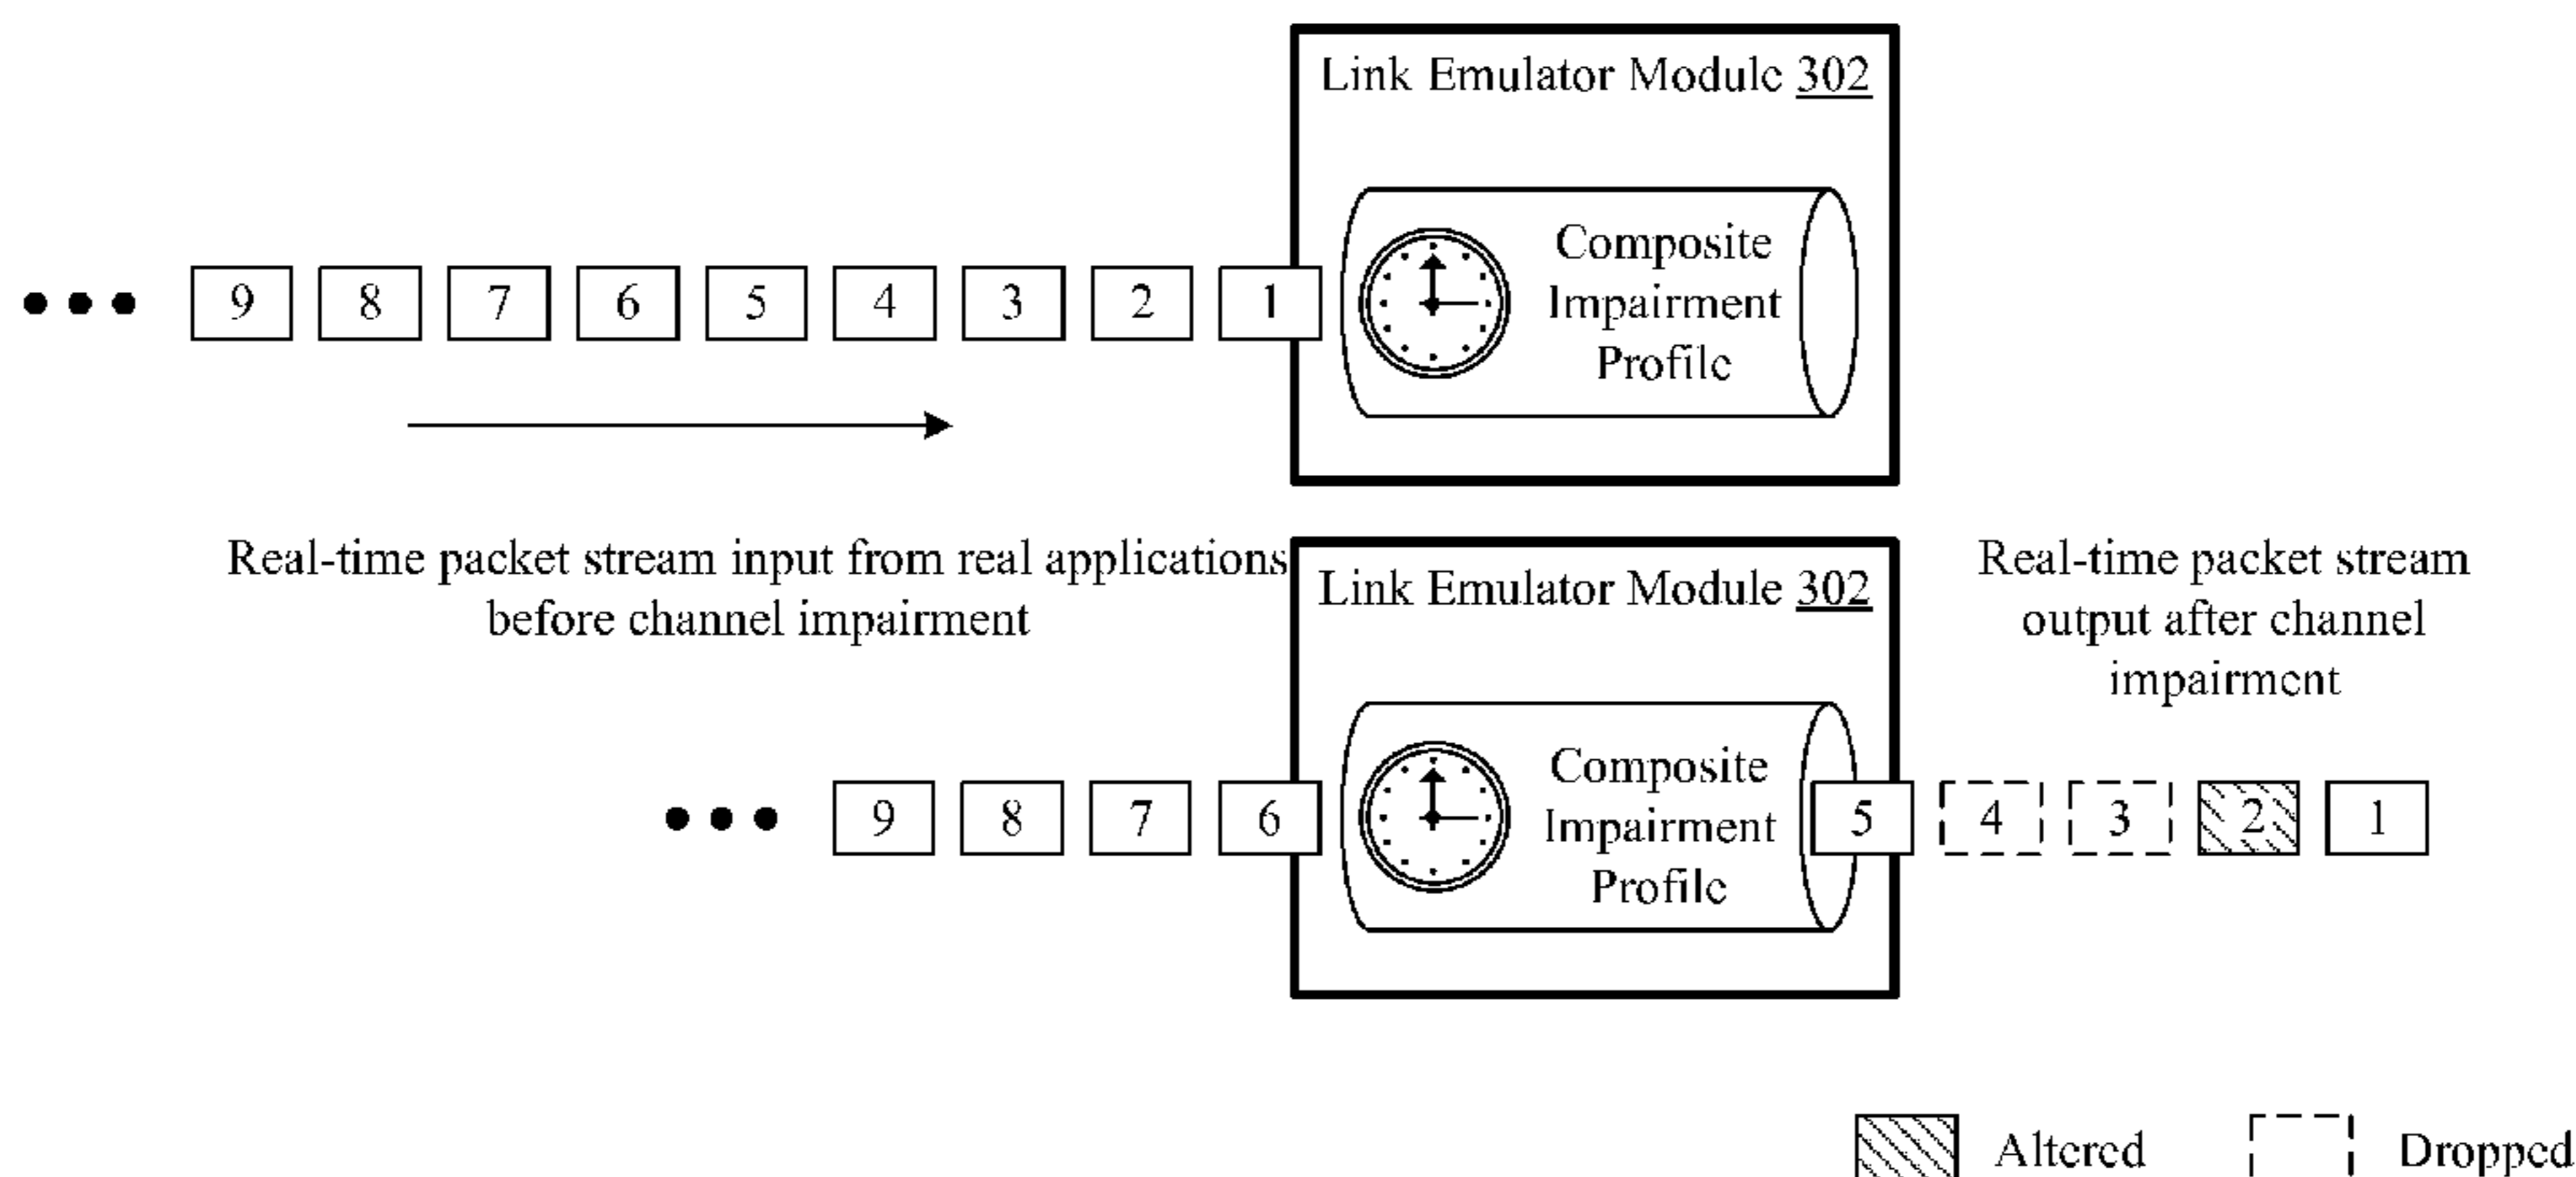 Link Emulator Module 302
Composite
Impairment
Profile
9 8 7 6 5 4 3 2 1
Real-time packet stream input from real applications
before channel impairment
Link Emulator Module 302
Real-time packet stream
output after channel
impairment
Composite
Impairment
Profile
9 8 7 6 5 4 3 2 1
Altered
Dropped